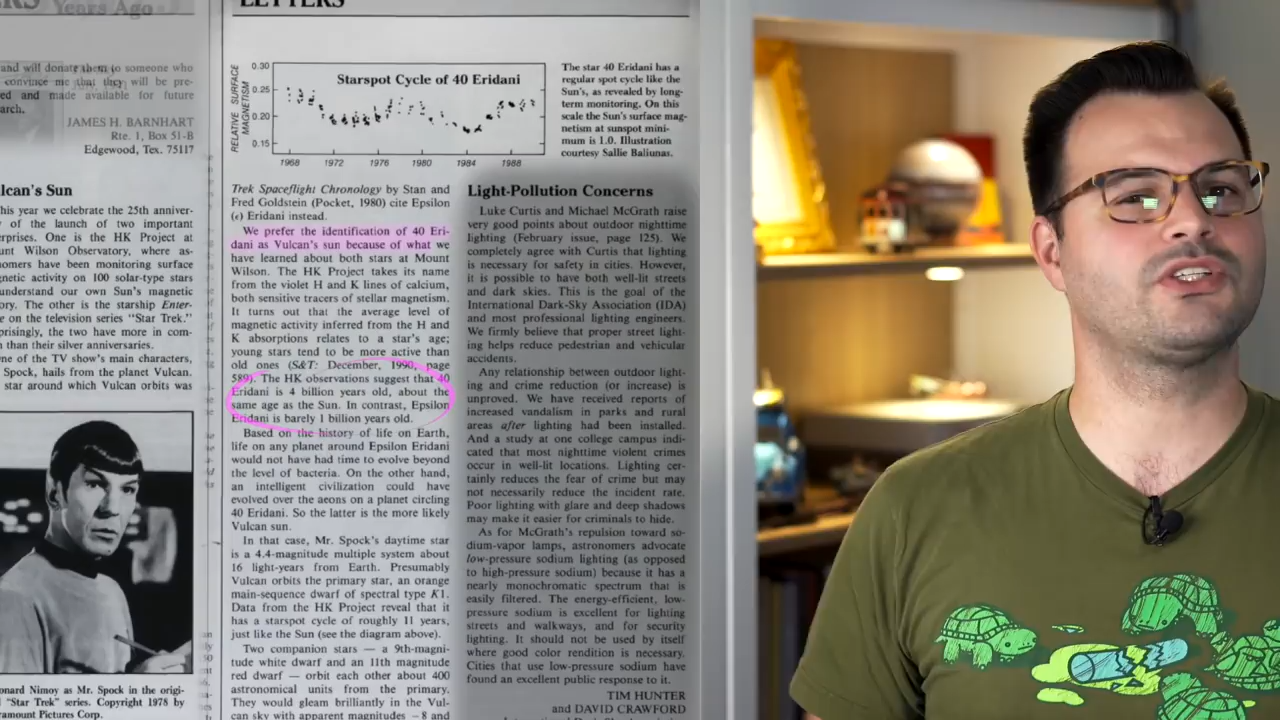 ERS
Years Ago
and will donate them to someone who
convince me that they will be pre-
ed and made available for future
arch.
JAMES H. BARNHART
Rte. 1, Box 51-B
Edgewood, Tex. 75117
lcan's Sun
his year we celebrate the 25th anniver-
y of the launch of two important
erprises. One is the HK Project at
unt Wilson Observatory, where as-
nomers have been monitoring surface
gnetic activity on 100 solar-type stars
understand our own Sun's magnetic
ory. The other is the starship Enter-
e on the television series "Star Trek."
prisingly, the two have more in com-
n than their silver anniversaries.
ne of the TV show's main characters,
Spock, hails from the planet Vulcan.
star around which Vulcan orbits was
onard Nimoy as Mr. Spock in the origi-
l "Star Trek" series. Copyright 1978 by
ramount Pictures Corp.
LETTERS
RELATIVE SURFACE
MAGNETISM
Starspot Cycle of 40 Eridani
0.30
0.25
0.20
0.15
1968 1972 1976 1980 1984 1988
The star 40 Eridani has a
regular spot cycle like the
Sun's, as revealed by long-
term monitoring. On this
scale the Sun's surface mag-
netism at sunspot mini-
mum is 1.0. Illustration
courtesy Sallie Baliunas.
Trek Spaceflight Chronology by Stan and
Fred Goldstein (Pocket, 1980) cite Epsilon
(ϵ) Eridani instead.
We prefer the identification of 40 Eri-
dani as Vulcan's sun because of what we
have learned about both stars at Mount
Wilson. The HK Project takes its name
from the violet H and K lines of calcium,
both sensitive tracers of stellar magnetism.
It turns out that the average level of
magnetic activity inferred from the H and
K absorptions relates to a star's age;
young stars tend to be more active than
old ones (S&T: December, 1990, page
589). The HK observations suggest that 40
Eridani is 4 billion years old, about the
same age as the Sun. In contrast, Epsilon
Eridani is barely 1 billion years old.
Based on the history of life on Earth,
life on any planet around Epsilon Eridani
would not have had time to evolve beyond
the level of bacteria. On the other hand,
an intelligent civilization could have
evolved over the aeons on a planet circling
40 Eridani. So the latter is the more likely
Vulcan sun.
In that case, Mr. Spock's daytime star
is a 4.4-magnitude multiple system about
16 light-years from Earth. Presumably
Vulcan orbits the primary star, an orange
main-sequence dwarf of spectral type K1.
Data from the HK Project reveal that it
has a starspot cycle of roughly 11 years,
just like the Sun (see the diagram above).
Two companion stars — a 9th-magni-
tude white dwarf and an 11th magnitude
red dwarf — orbit each other about 400
astronomical units from the primary.
They would gleam brilliantly in the Vul-
can sky with apparent magnitudes −8 and
Light-Pollution Concerns
Luke Curtis and Michael McGrath raise
very good points about outdoor nighttime
lighting (February issue, page 125). We
completely agree with Curtis that lighting
is necessary for safety in cities. However,
it is possible to have both well-lit streets
and dark skies. This is the goal of the
International Dark-Sky Association (IDA)
and most professional lighting engineers.
We firmly believe that proper street light-
ing helps reduce pedestrian and vehicular
accidents.
Any relationship between outdoor light-
ing and crime reduction (or increase) is
unproved. We have received reports of
increased vandalism in parks and rural
areas after lighting had been installed.
And a study at one college campus indi-
cated that most nighttime violent crimes
occur in well-lit locations. Lighting cer-
tainly reduces the fear of crime but may
not necessarily reduce the incident rate.
Poor lighting with glare and deep shadows
may make it easier for criminals to hide.
As for McGrath's repulsion toward so-
dium-vapor lamps, astronomers advocate
low-pressure sodium lighting (as opposed
to high-pressure sodium) because it has a
nearly monochromatic spectrum that is
easily filtered. The energy-efficient, low-
pressure sodium is excellent for lighting
streets and walkways, and for security
lighting. It should not be used by itself
where good color rendition is necessary.
Cities that use low-pressure sodium have
found an excellent public response to it.
TIM HUNTER
and DAVID CRAWFORD